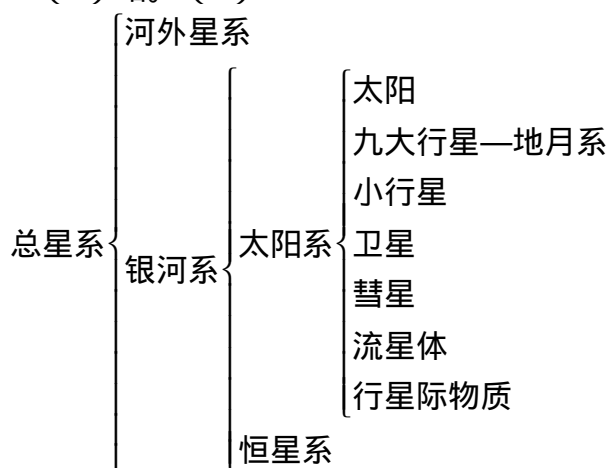 河外星系
太阳
九大行星—地月系
小行星
总星系
银河系
太阳系
卫星
彗星
流星体
行星际物质
恒星系